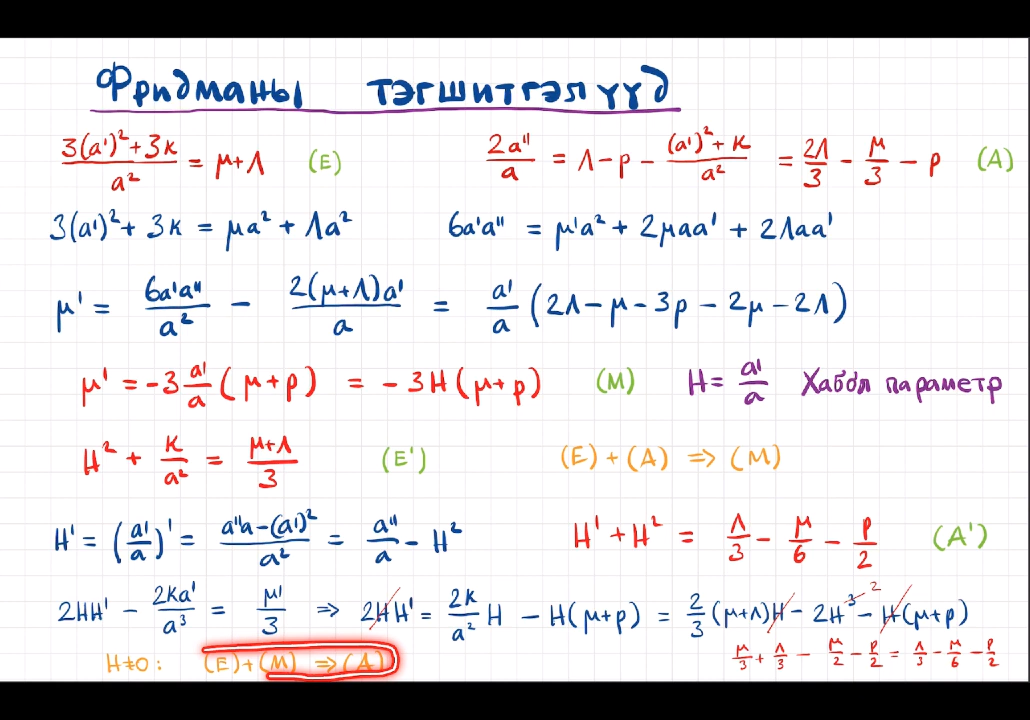 Фридманы тэгшитгэлүүд
3(a')²+3k / a² = μ+Λ (E) 2a''/a = Λ-p - ((a')²+k)/a² = 2Λ/3 - μ/3 - p (A)
3(a')²+3k = μa²+Λa² 6a'a'' = μ'a²+2μaa'+2Λaa'
μ' = 6a'a''/a² - 2(μ+Λ)a'/a = a'/a (2Λ-μ-3p-2μ-2Λ)
μ' = -3 a'/a (μ+p) = -3H(μ+p) (M) H = a'/a Хаббл параметр
H² + k/a² = (μ+Λ)/3 (E') (E)+(A) ⇒ (M)
H' = (a'/a)' = (a''a-(a')²)/a² = a''/a - H² H'+H² = Λ/3 - μ/6 - p/2 (A')
2HH' - 2ka'/a³ = μ'/3 ⇒ 2HH' = 2k/a² H - H(μ+p) = 2/3 (μ+Λ)H - 2H³ ² - H(μ+p)
H≠0: (E)+(M) ⇒ (A) μ/3 + Λ/3 - μ/2 - p/2 = Λ/3 - μ/6 - p/2